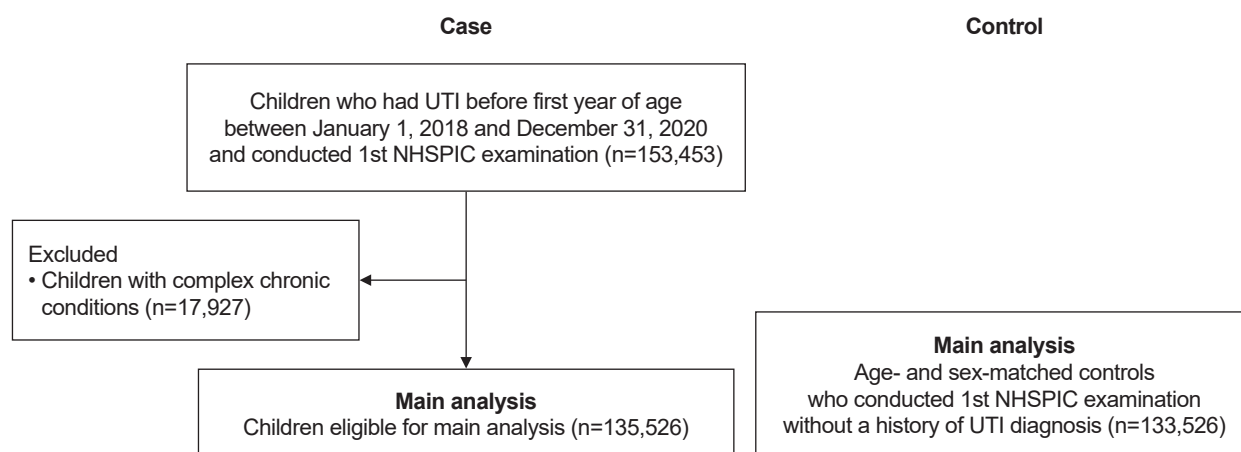 Case
Control
Children who had UTI before first year of age
between January 1, 2018 and December 31, 2020
and conducted 1st NHSPIC examination (n=153,453)
Excluded
• Children with complex chronic
conditions (n=17,927)
Main analysis
Children eligible for main analysis (n=135,526)
Main analysis
Age- and sex-matched controls
who conducted 1st NHSPIC examination
without a history of UTI diagnosis (n=133,526)